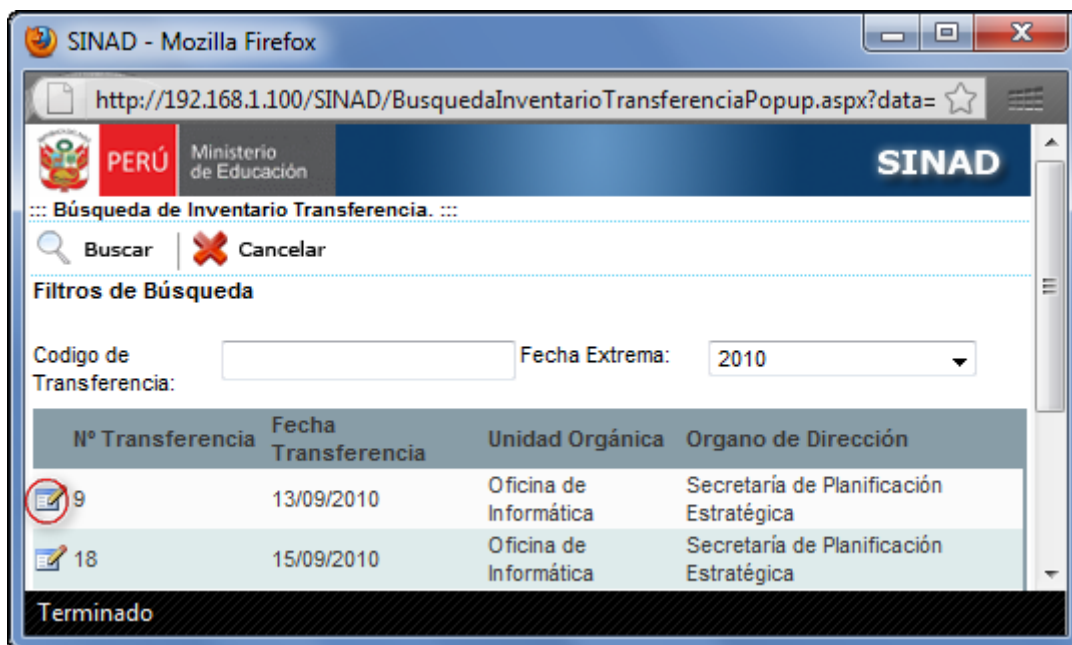 SINAD - Mozilla Firefox
http://192.168.1.100/SINAD/BusquedaInventarioTransferenciaPopup.aspx?data=
PERÚ
Ministerio
de Educación
SINAD
::: Búsqueda de Inventario Transferencia. :::
Buscar
Cancelar
Filtros de Búsqueda
Codigo de
Transferencia:
Fecha Extrema:
2010
Nº Transferencia
Fecha
Transferencia
Unidad Orgánica
Organo de Dirección
9
13/09/2010
Oficina de
Informática
Secretaría de Planificación
Estratégica
18
15/09/2010
Oficina de
Informática
Secretaría de Planificación
Estratégica
Terminado